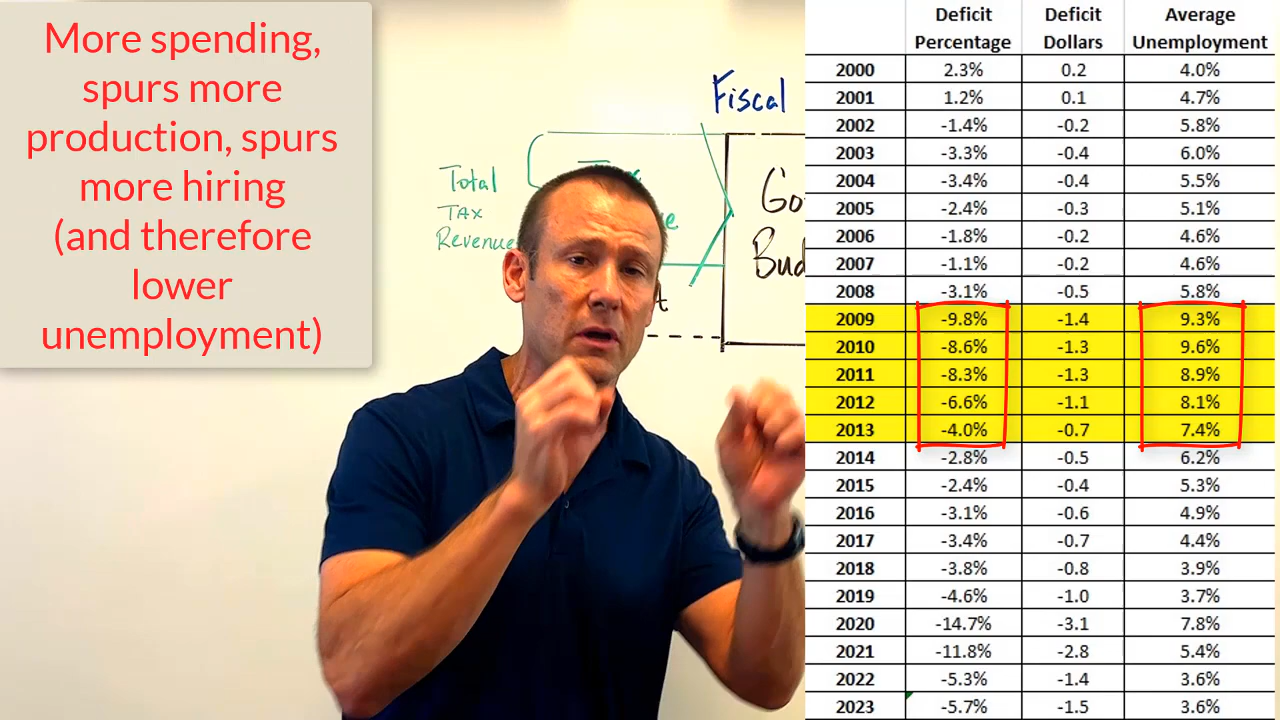 More spending,
spurs more
production, spurs
more hiring
(and therefore
lower
unemployment)
Fiscal
Total
TAX
Revenue
Gov
Bud
Deficit Deficit Average
Percentage Dollars Unemployment
2000 2.3% 0.2 4.0%
2001 1.2% 0.1 4.7%
2002 -1.4% -0.2 5.8%
2003 -3.3% -0.4 6.0%
2004 -3.4% -0.4 5.5%
2005 -2.4% -0.3 5.1%
2006 -1.8% -0.2 4.6%
2007 -1.1% -0.2 4.6%
2008 -3.1% -0.5 5.8%
2009 -9.8% -1.4 9.3%
2010 -8.6% -1.3 9.6%
2011 -8.3% -1.3 8.9%
2012 -6.6% -1.1 8.1%
2013 -4.0% -0.7 7.4%
2014 -2.8% -0.5 6.2%
2015 -2.4% -0.4 5.3%
2016 -3.1% -0.6 4.9%
2017 -3.4% -0.7 4.4%
2018 -3.8% -0.8 3.9%
2019 -4.6% -1.0 3.7%
2020 -14.7% -3.1 7.8%
2021 -11.8% -2.8 5.4%
2022 -5.3% -1.4 3.6%
2023 -5.7% -1.5 3.6%